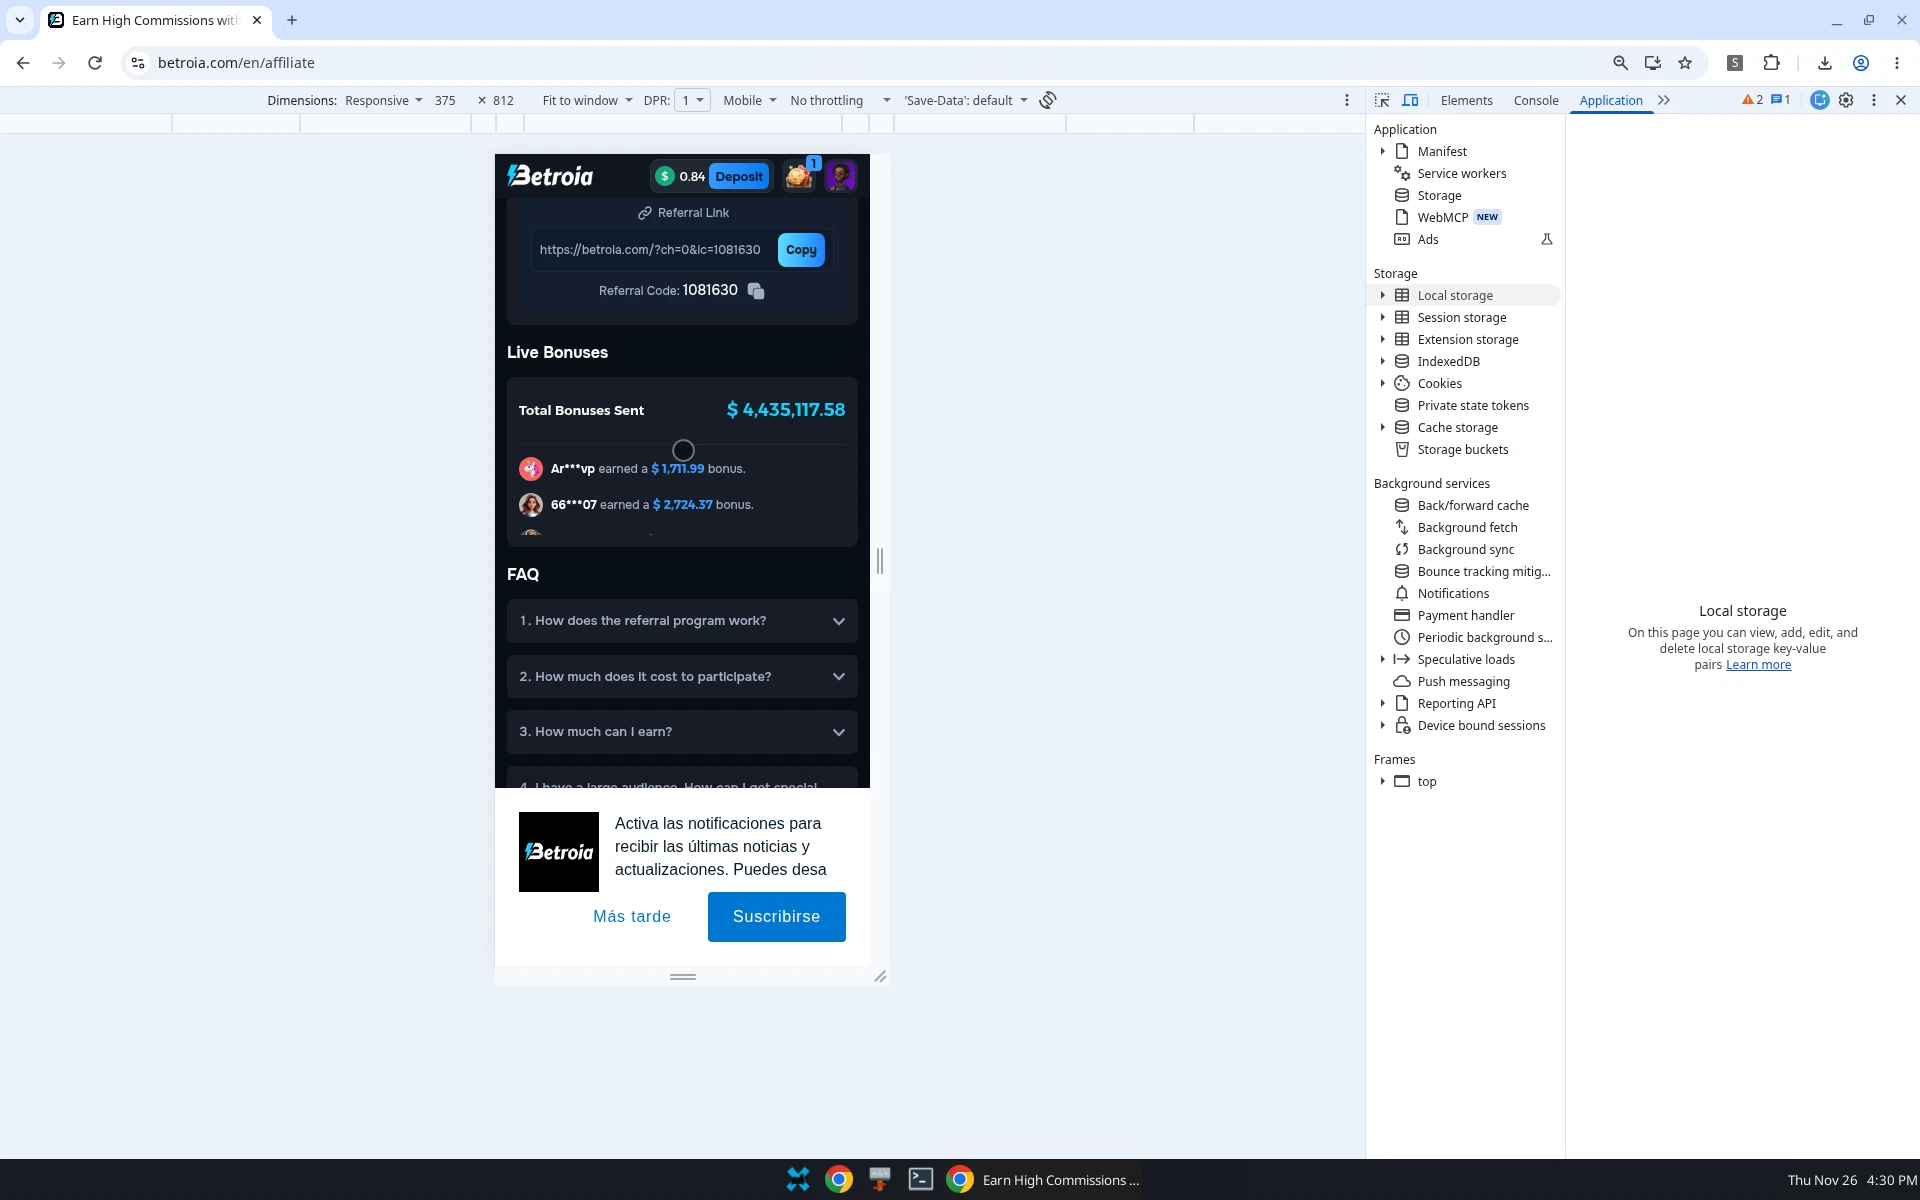 Earn High Commissions with
betroia.com/en/affiliate
S
Dimensions: Responsive 375 × 812 Fit to window DPR: 1 Mobile No throttling 'Save-Data': default
Elements Console Application 2 1
Betroia
$ 0.84 Deposit 1
Referral Link
https://betroia.com/?ch=0&ic=1081630 Copy
Referral Code: 1081630
Live Bonuses
Total Bonuses Sent $ 4,435,117.58
Ar***vp earned a $ 1,711.99 bonus.
66***07 earned a $ 2,724.37 bonus.
FAQ
1. How does the referral program work?
2. How much does it cost to participate?
3. How much can I earn?
4. I have a large audience. How can I get special
Betroia
Activa las notificaciones para
recibir las últimas noticias y
actualizaciones. Puedes desa
Más tarde Suscribirse
Application
Manifest
Service workers
Storage
WebMCP NEW
Ads
Storage
Local storage
Session storage
Extension storage
IndexedDB
Cookies
Private state tokens
Cache storage
Storage buckets
Background services
Back/forward cache
Background fetch
Background sync
Bounce tracking mitig...
Notifications
Payment handler
Periodic background s...
Speculative loads
Push messaging
Reporting API
Device bound sessions
Frames
top
Local storage
On this page you can view, add, edit, and
delete local storage key-value
pairs Learn more
Earn High Commissions ...
Thu Nov 26 4:30 PM